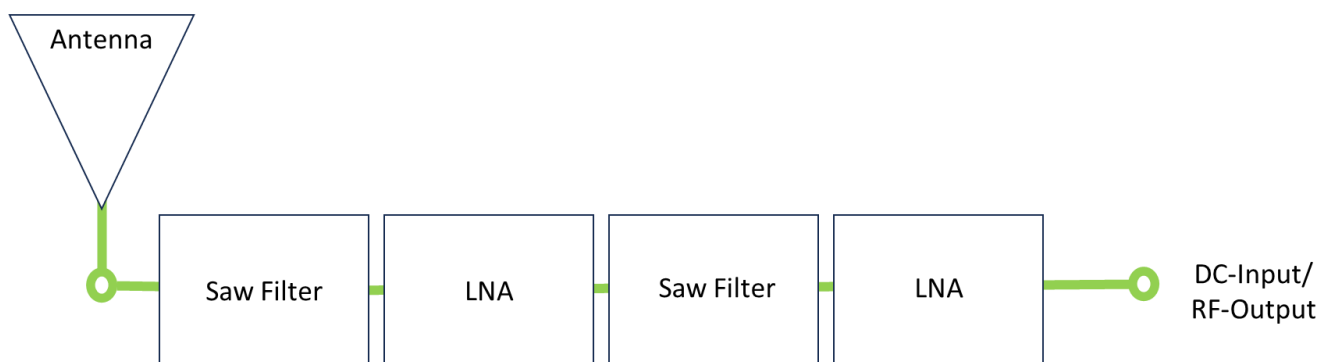 Antenna
Saw Filter
LNA
Saw Filter
LNA
DC-Input/
RF-Output